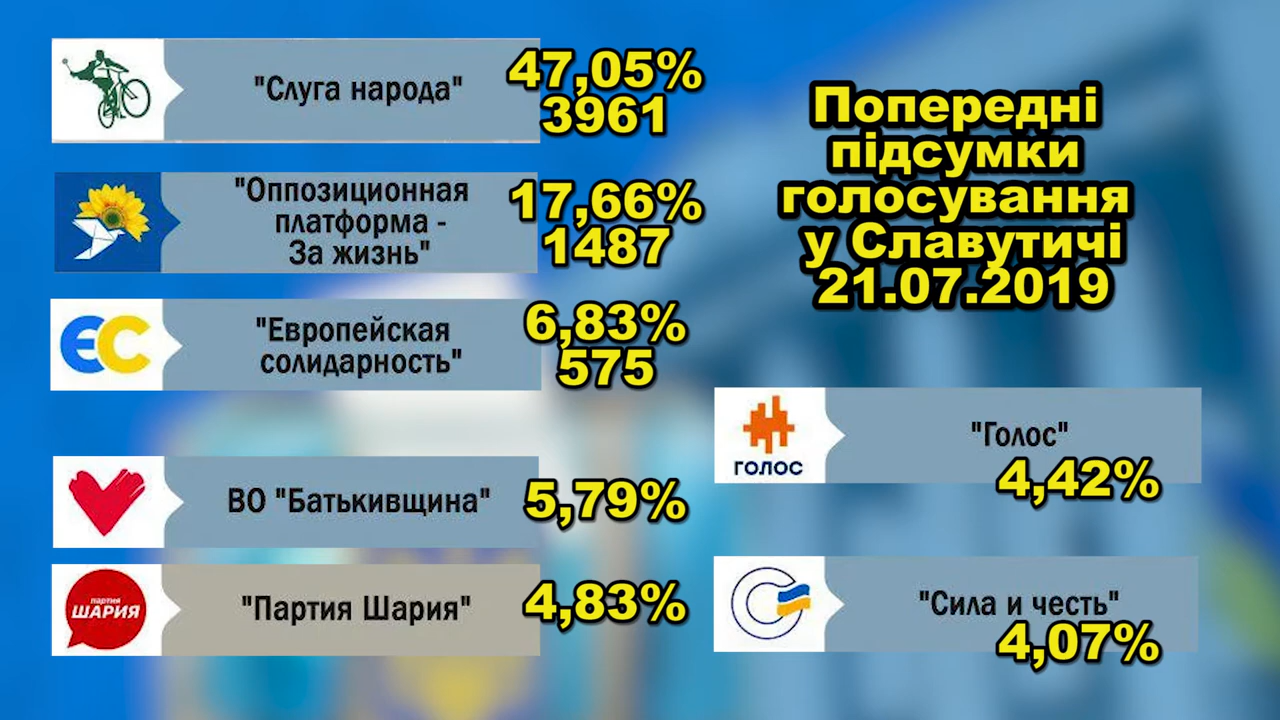 "Слуга народа"
47,05%
3961
"Оппозиционная
платформа -
За жизнь"
17,66%
1487
ЕС
"Европейская
солидарность"
6,83%
575
ВО "Батькивщина"
5,79%
партия
ШАРИЯ
"Партия Шария"
4,83%
Попередні
підсумки
голосування
у Славутичі
21.07.2019
ГОЛОС
"Голос"
4,42%
"Сила и честь"
4,07%